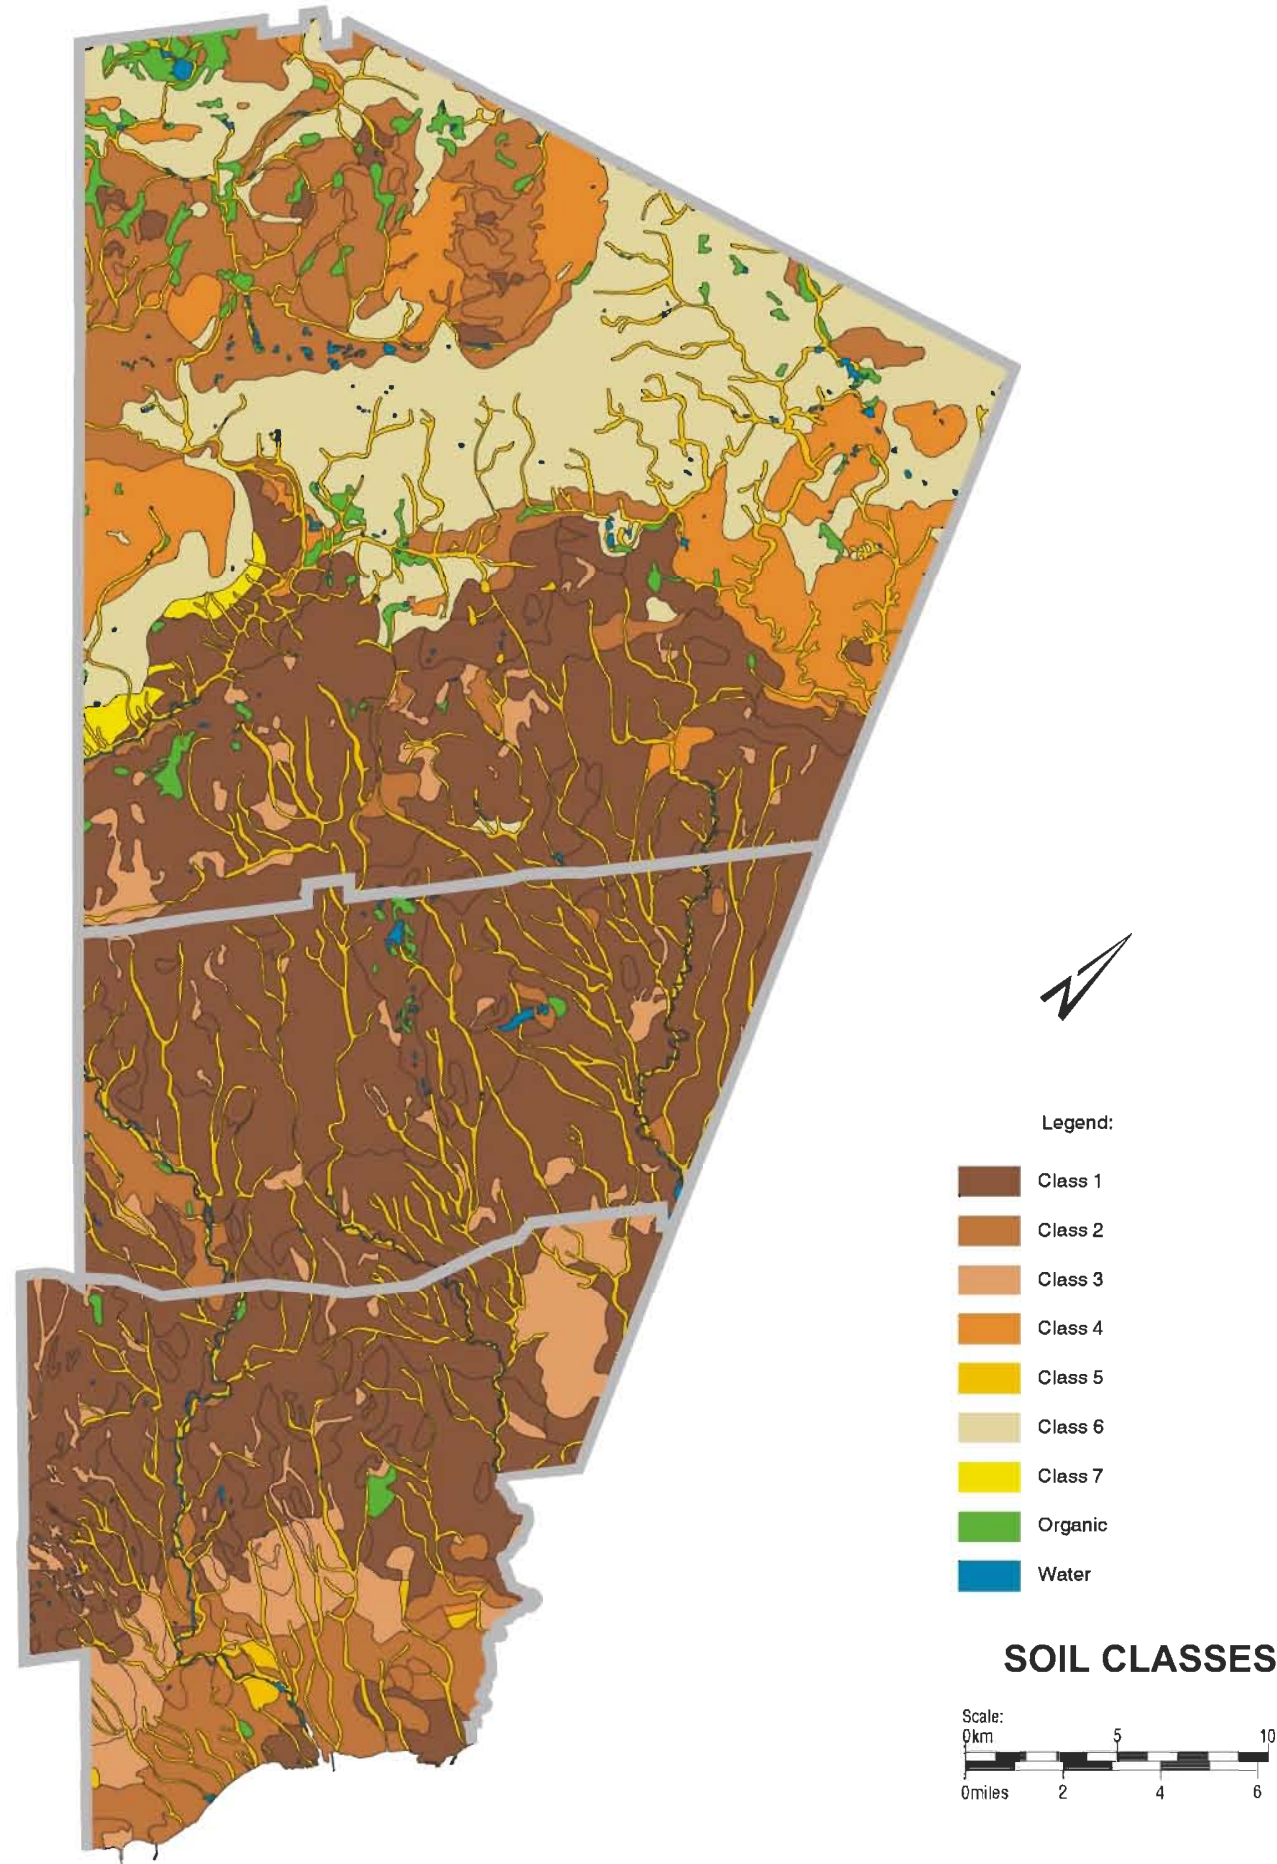 N
Legend:
Class 1
Class 2
Class 3
Class 4
Class 5
Class 6
Class 7
Organic
Water
SOIL CLASSES
Scale:
0km 5 10
0miles 2 4 6